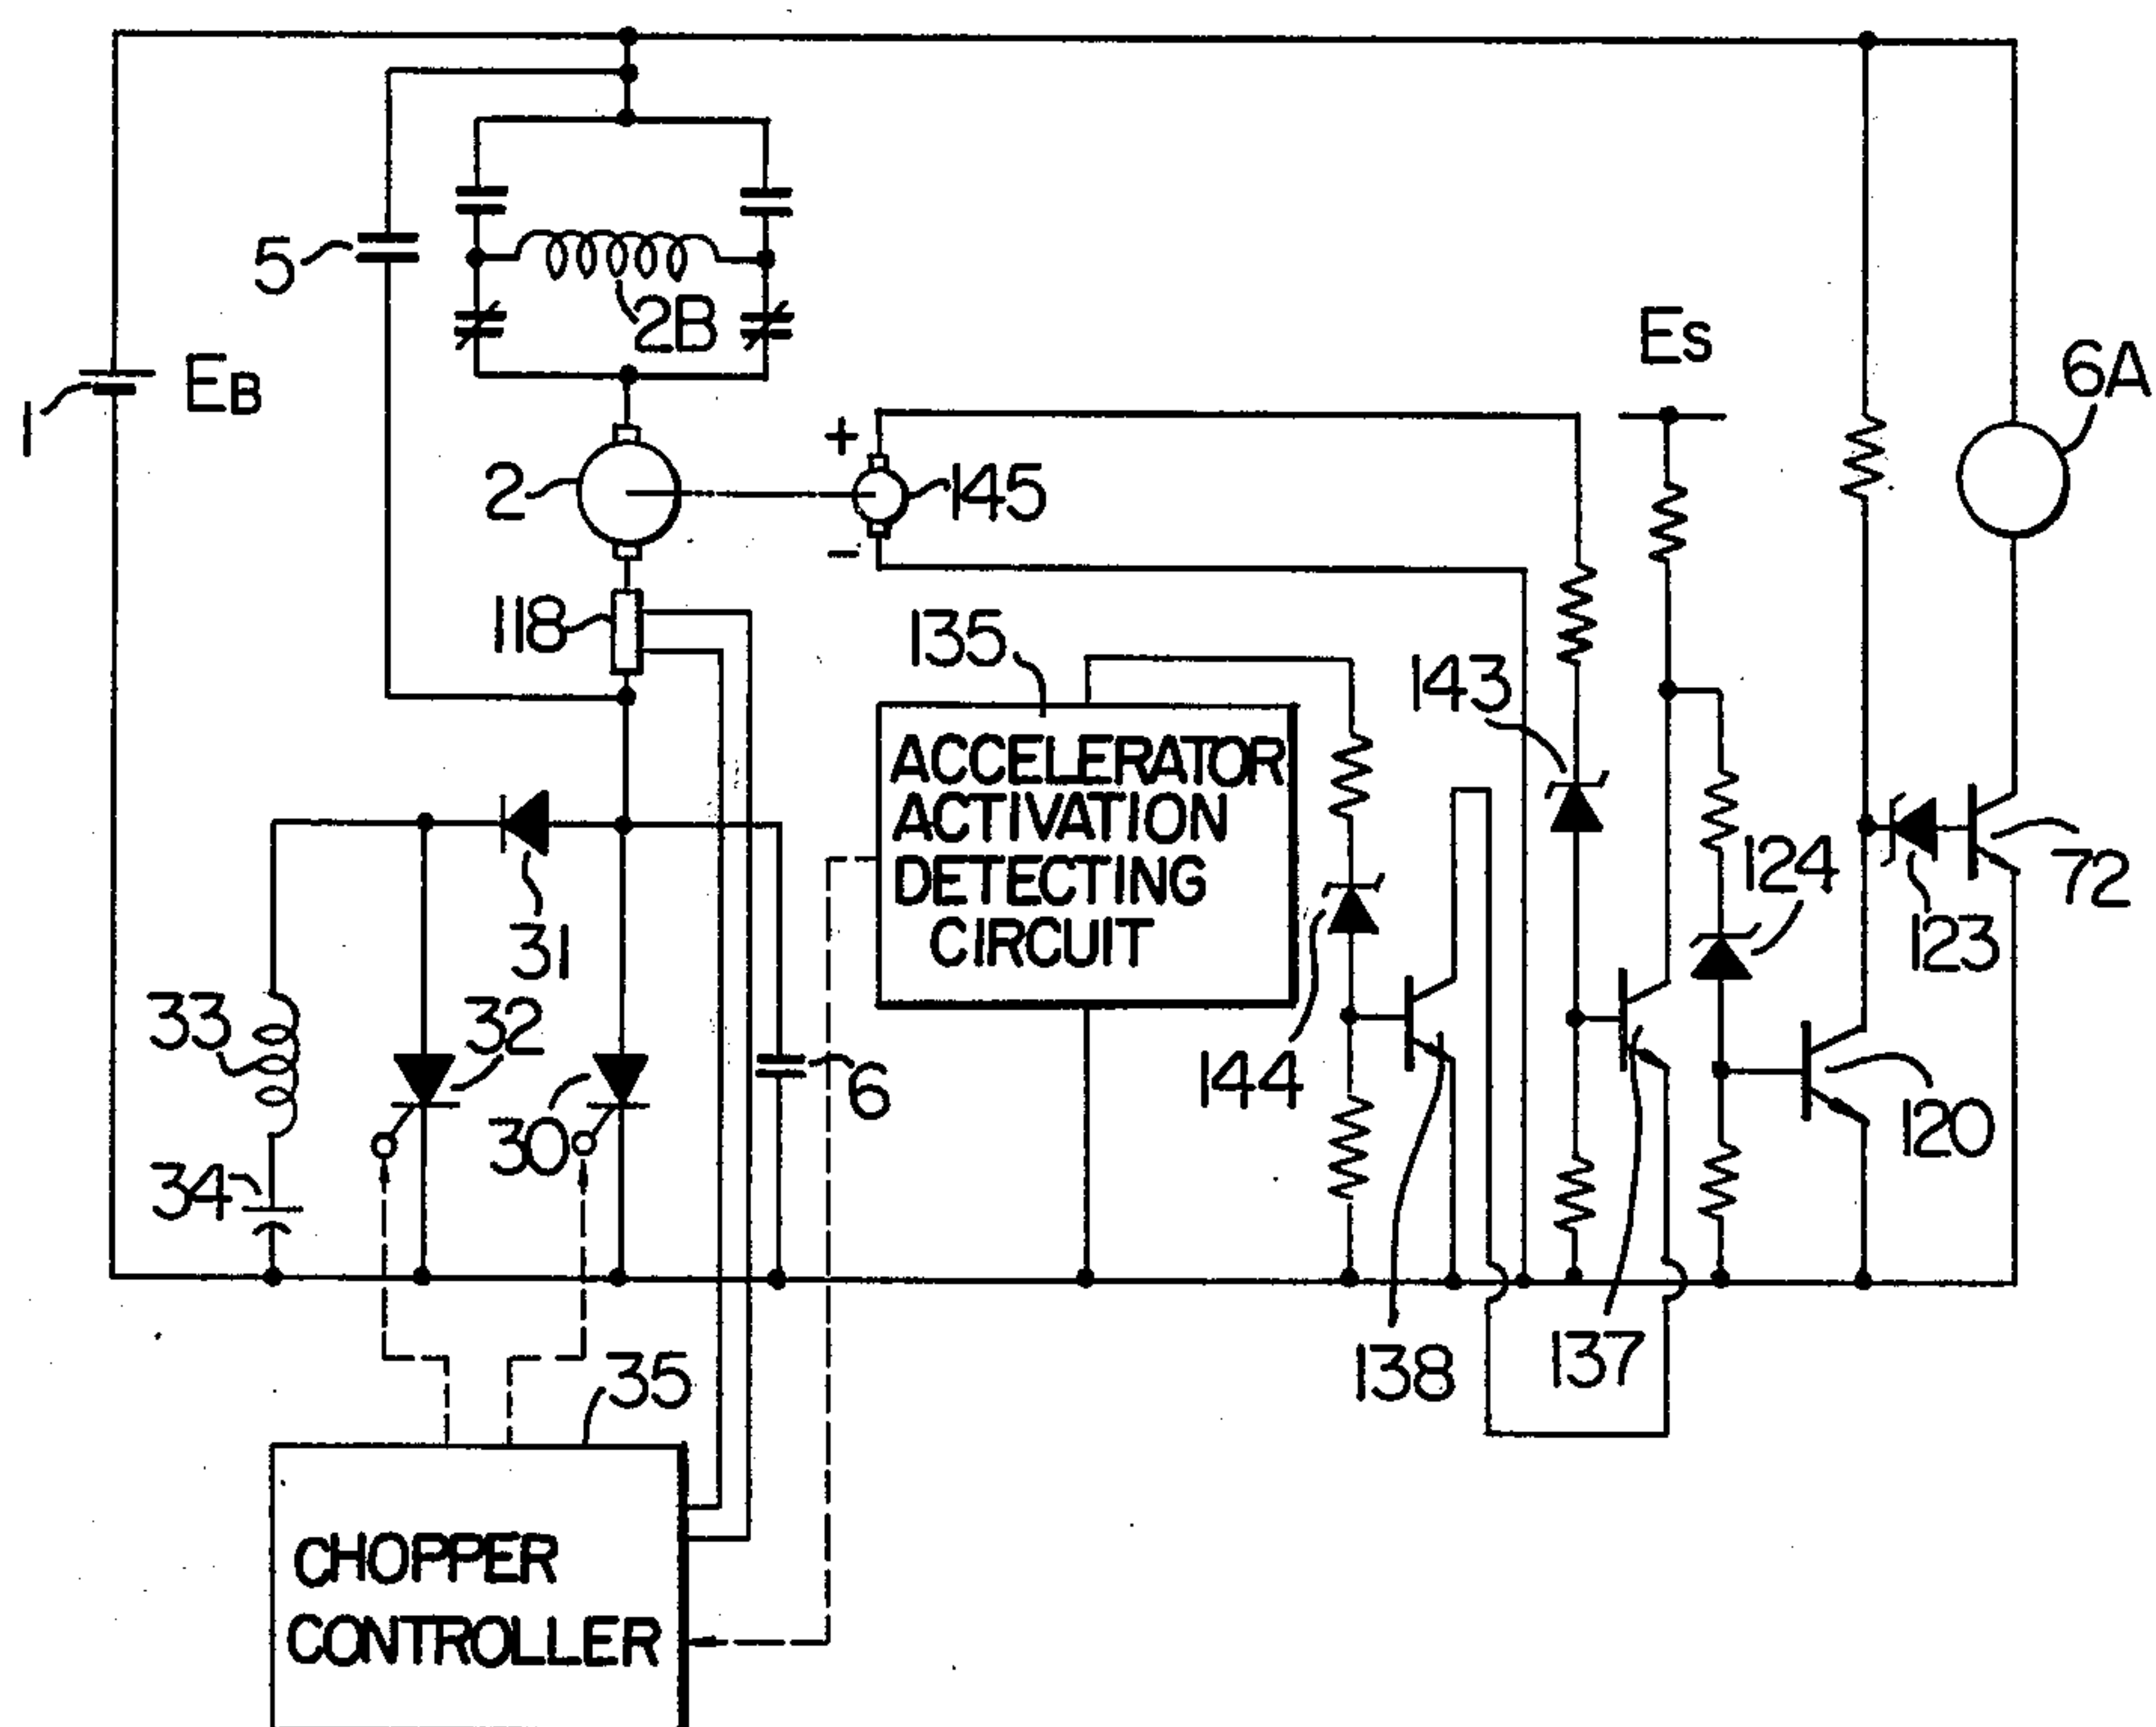 5
2B
1
EB
ES
6A
+
2
145
-
118
135
143
ACCELERATOR
ACTIVATION
DETECTING
CIRCUIT
124
72
123
31
33
32
30
6
144
120
34
138
137
35
CHOPPER
CONTROLLER